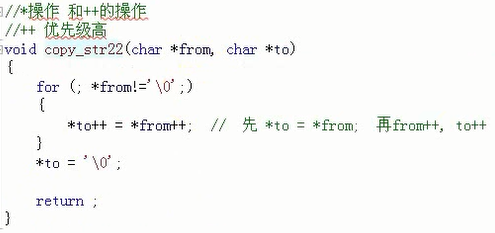 //*操作 和++的操作
//++ 优先级高
void copy_str22(char *from, char *to)
{
    for (; *from!='\0';)
    {
        *to++ = *from++;  //  先 *to = *from;  再from++, to++
    }
    *to = '\0';
    return ;
}